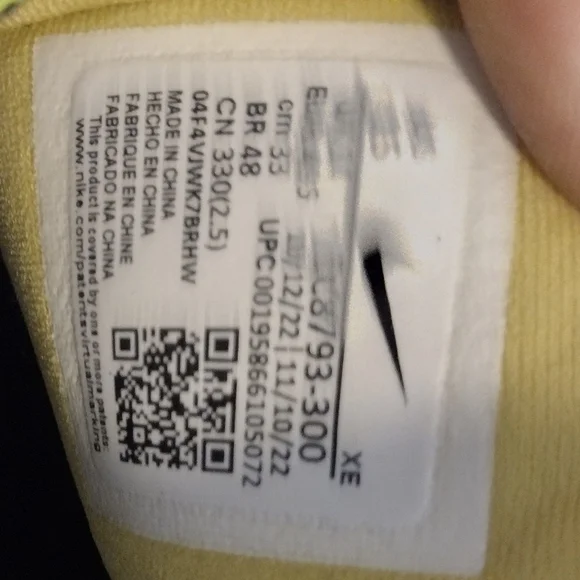 XE
93-300
/12/22 | 11/10/22
cm 33
UPC 00195866105072
BR 48
CN 330(2.5)
04F4VJWK7BRHW
MADE IN CHINA
HECHO EN CHINA
FABRIQUE EN CHINE
FABRICADO NA CHINA
This product is covered by one or more patents:
www.nike.com/patentsvirtualmarking